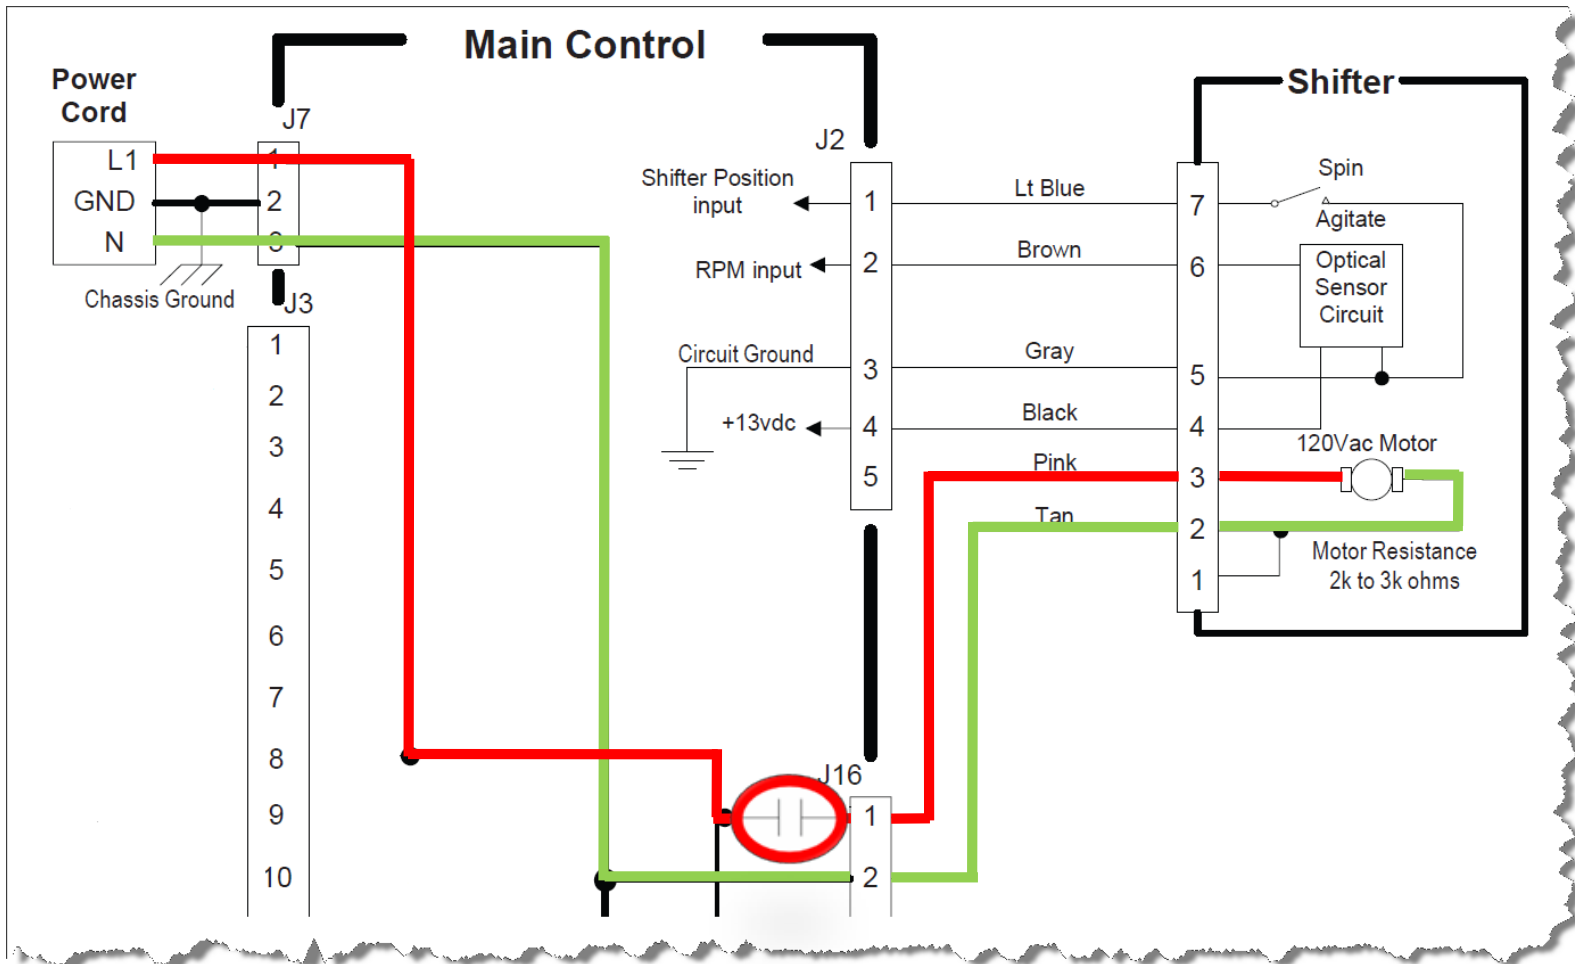 Main Control
Power
Cord
Shifter
J7
L1
1
GND
2
N
3
Chassis Ground
J3
1
2
3
4
5
6
7
8
9
10
J2
Shifter Position
input
1
Lt Blue
7
Spin
Agitate
RPM input
2
Brown
6
Optical
Sensor
Circuit
Circuit Ground
3
Gray
5
+13vdc
4
Black
4
120Vac Motor
5
Pink
3
Tan
2
Motor Resistance
2k to 3k ohms
1
J16
1
2